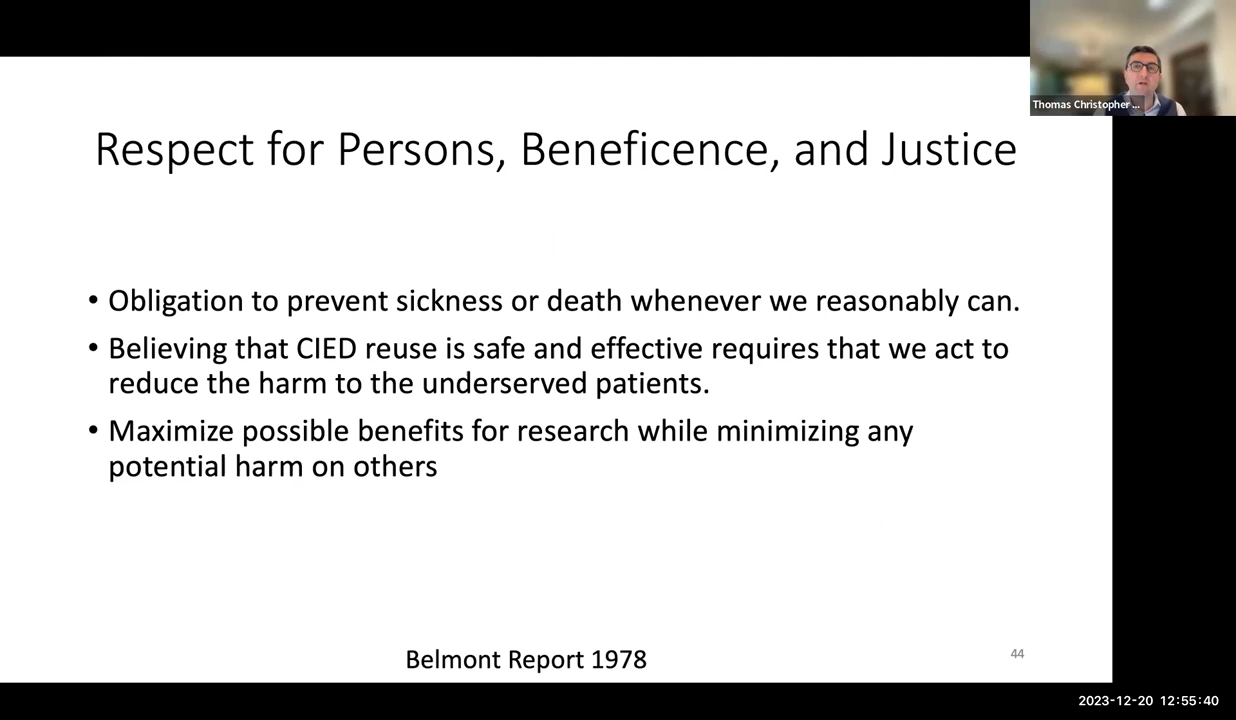 Thomas Christopher ...
Respect for Persons, Beneficence, and Justice
• Obligation to prevent sickness or death whenever we reasonably can.
• Believing that CIED reuse is safe and effective requires that we act to
reduce the harm to the underserved patients.
• Maximize possible benefits for research while minimizing any
potential harm on others
Belmont Report 1978
44
2023-12-20 12:55:40